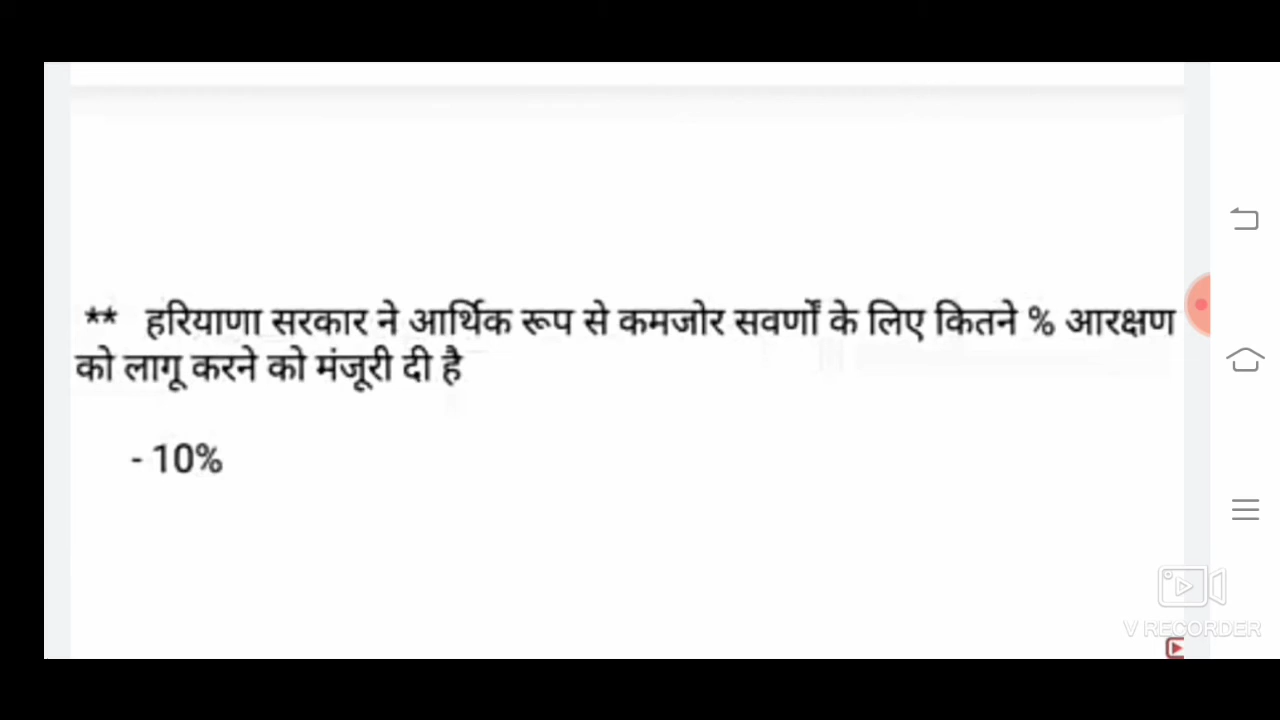 ** हरियाणा सरकार ने आर्थिक रूप से कमजोर सवर्णों के लिए कितने % आरक्षण
को लागू करने को मंजूरी दी है
- 10%
V RECORDER